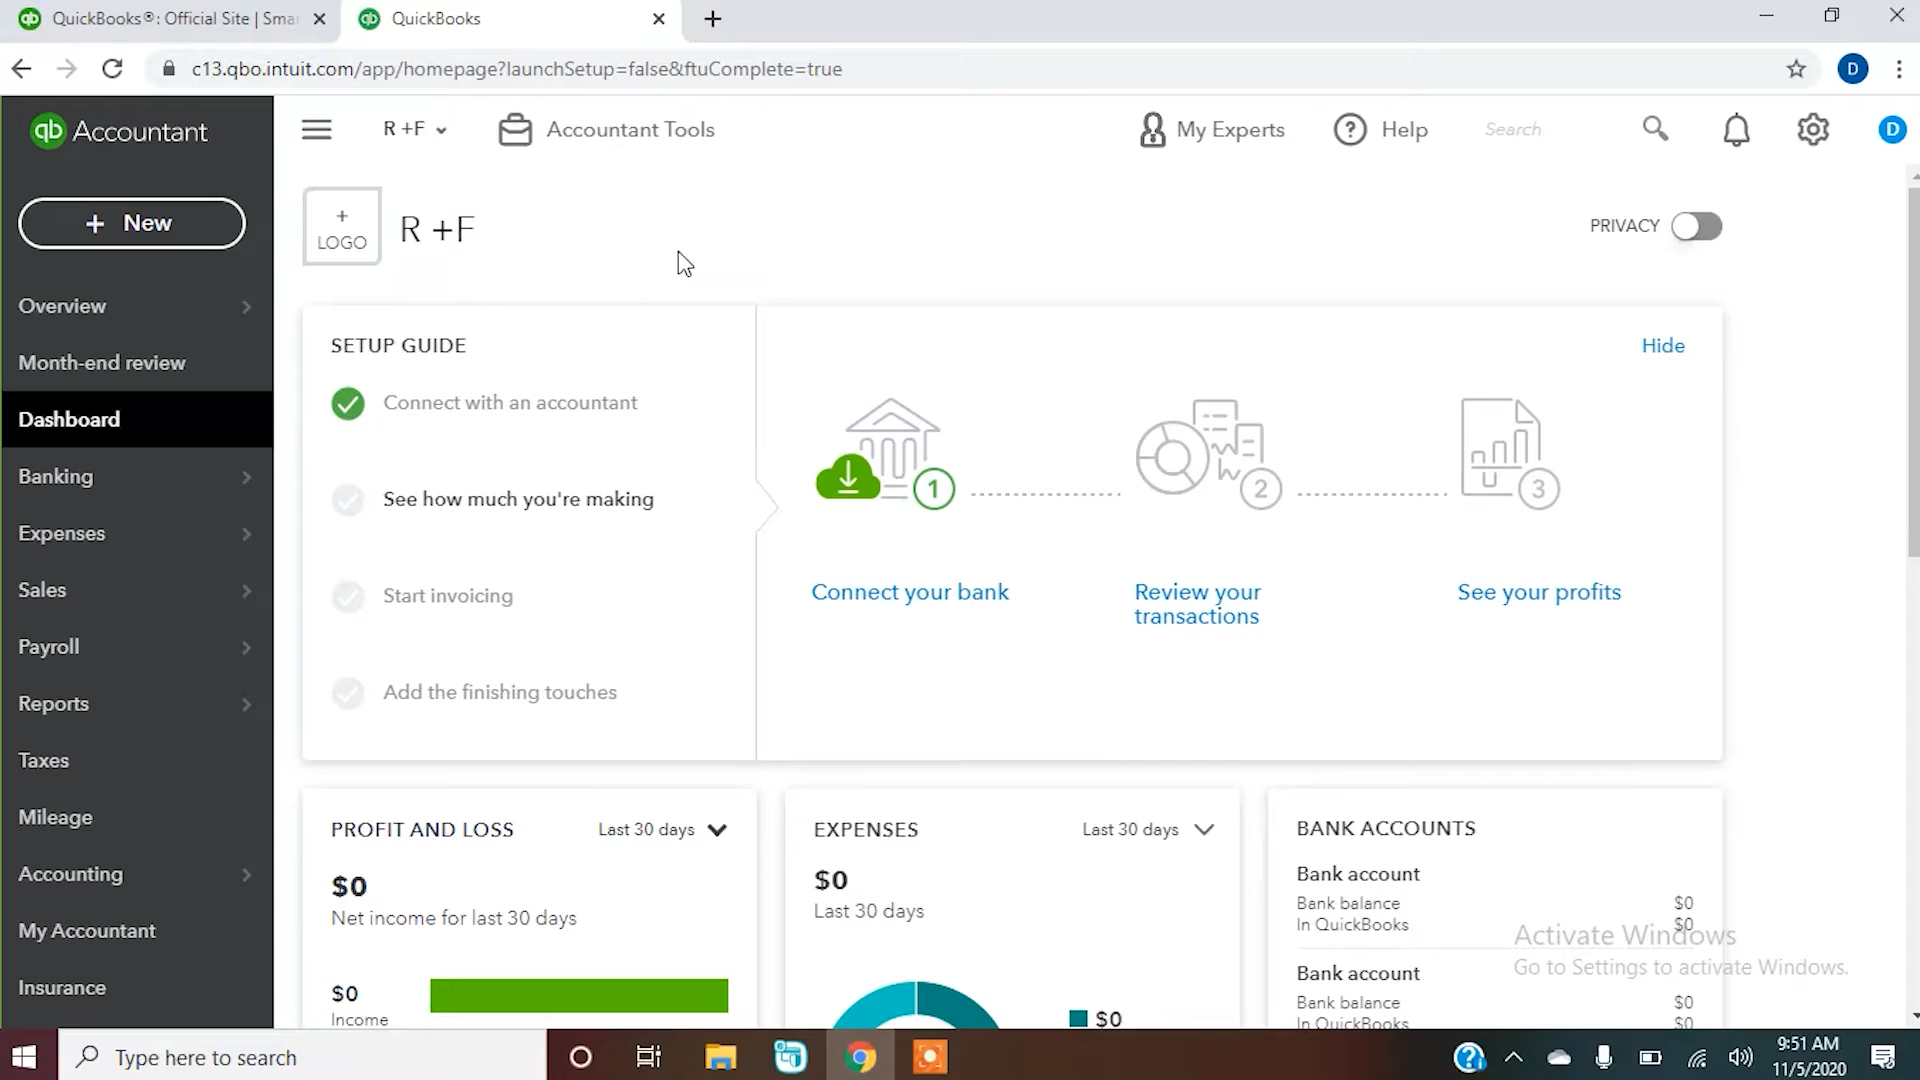 QuickBooks®: Official Site | Sma
QuickBooks
c13.qbo.intuit.com/app/homepage?launchSetup=false&ftuComplete=true
D
qb Accountant
R +F
Accountant Tools
My Experts
Help
Search
D
+ New
+
LOGO
R +F
PRIVACY
Overview
Month-end review
Dashboard
Banking
Expenses
Sales
Payroll
Reports
Taxes
Mileage
Accounting
My Accountant
Insurance
SETUP GUIDE
Hide
Connect with an accountant
See how much you're making
Start invoicing
Add the finishing touches
1
2
3
Connect your bank
Review your
transactions
See your profits
PROFIT AND LOSS
Last 30 days
$0
Net income for last 30 days
$0
Income
EXPENSES
Last 30 days
$0
Last 30 days
$0
BANK ACCOUNTS
Bank account
Bank balance $0
In QuickBooks $0
Bank account
Bank balance $0
In QuickBooks $0
Activate Windows
Go to Settings to activate Windows.
Type here to search
9:51 AM
11/5/2020